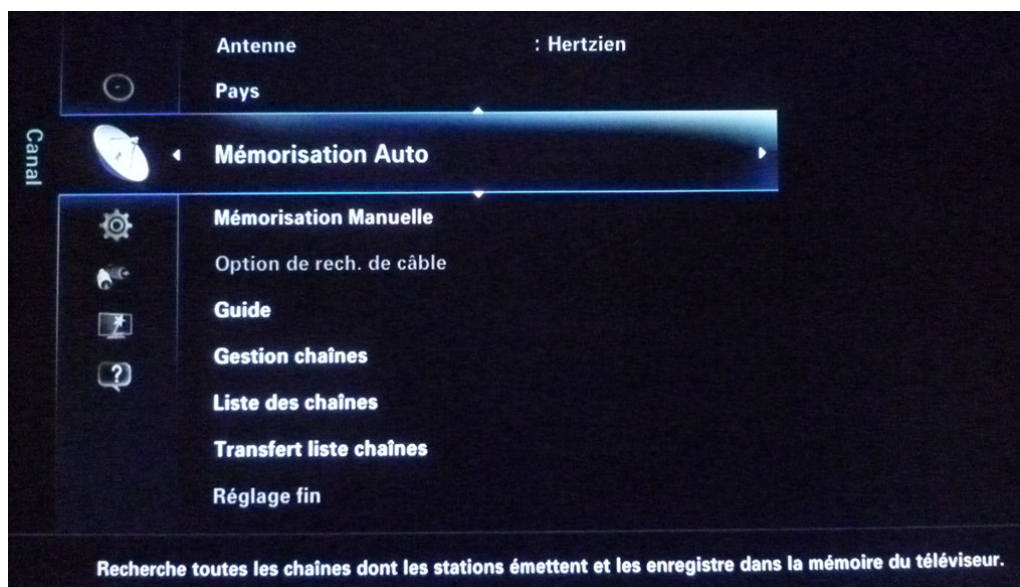 Antenne : Hertzien
Pays
Canal
Mémorisation Auto
Mémorisation Manuelle
Option de rech. de câble
Guide
Gestion chaînes
Liste des chaînes
Transfert liste chaînes
Réglage fin
Recherche toutes les chaînes dont les stations émettent et les enregistre dans la mémoire du téléviseur.